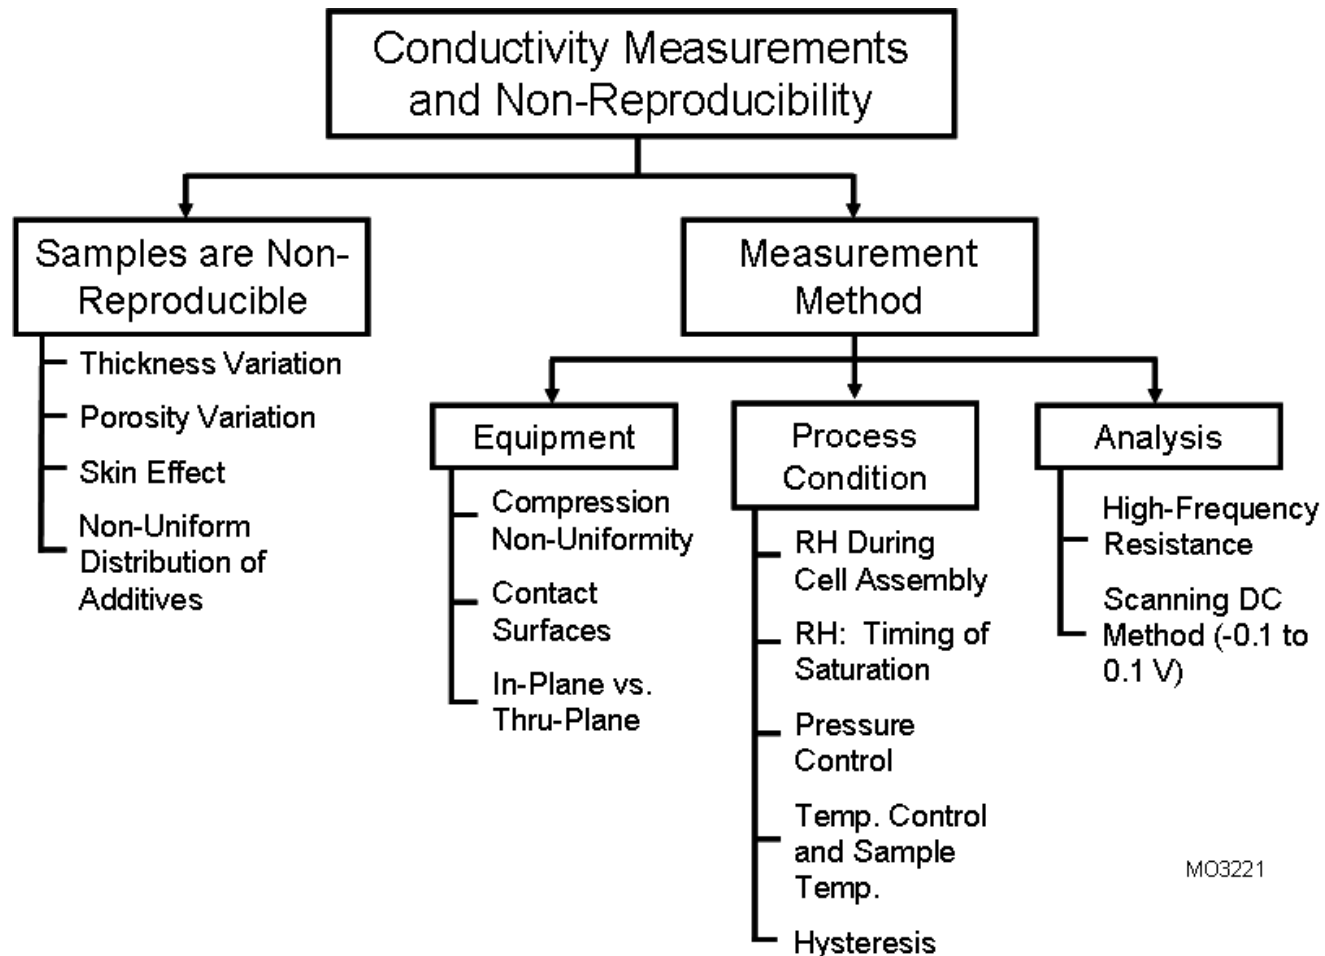 Conductivity Measurements
and Non-Reproducibility
Samples are Non-
Reproducible
Thickness Variation
Porosity Variation
Skin Effect
Non-Uniform
Distribution of
Additives
Measurement
Method
Equipment
Compression
Non-Uniformity
Contact
Surfaces
In-Plane vs.
Thru-Plane
Process
Condition
RH During
Cell Assembly
RH:  Timing of
Saturation
Pressure
Control
Temp. Control
and Sample
Temp.
Hysteresis
Analysis
High-Frequency
Resistance
Scanning DC
Method (-0.1 to
0.1 V)
MO3221